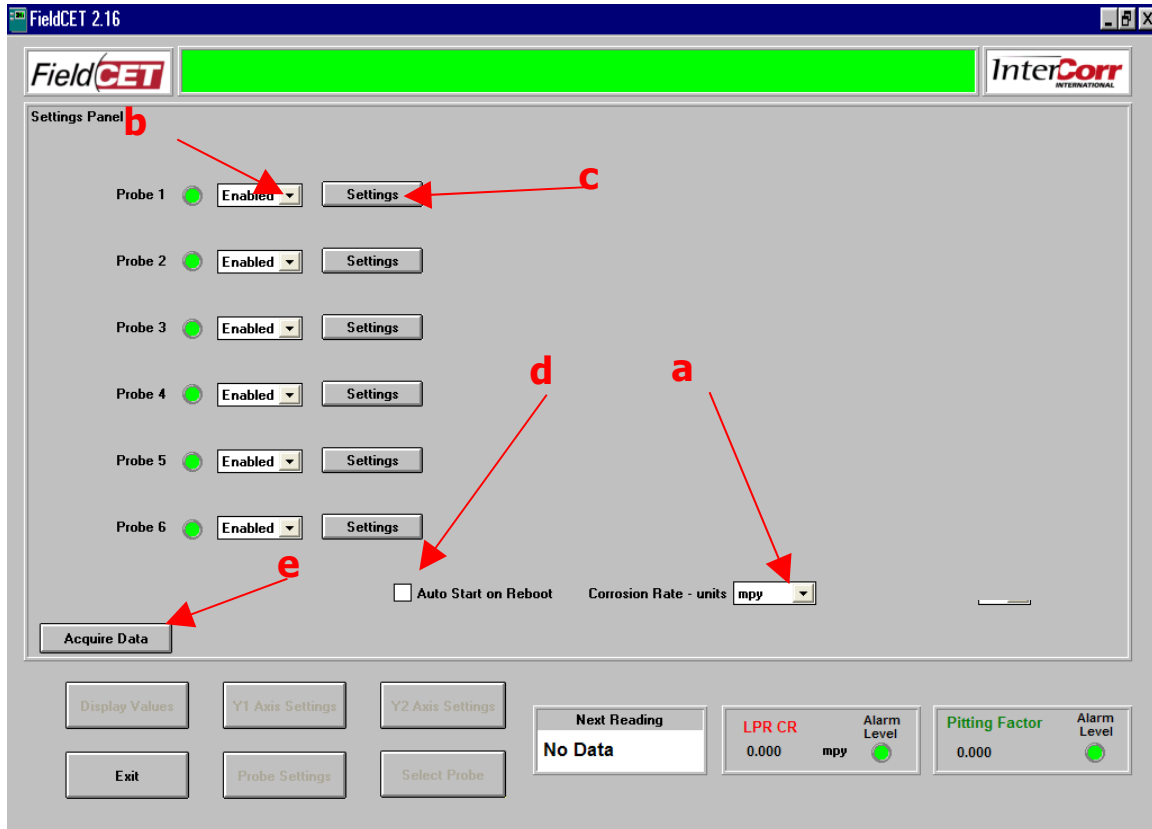 FieldCET 2.16
FieldCET
InterCorr
INTERNATIONAL
Settings Panel
b
Probe 1 Enabled Settings
c
Probe 2 Enabled Settings
Probe 3 Enabled Settings
d
a
Probe 4 Enabled Settings
Probe 5 Enabled Settings
Probe 6 Enabled Settings
e
Auto Start on Reboot Corrosion Rate - units mpy
Acquire Data
Display Values Y1 Axis Settings Y2 Axis Settings
Exit Probe Settings Select Probe
Next Reading
No Data
LPR CR Alarm Level
0.000 mpy
Pitting Factor Alarm Level
0.000